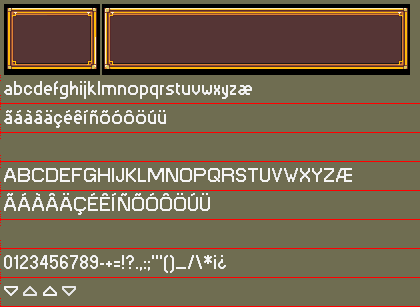 abcdefghijklmnopqrstuvwxyzæ
ãáàâäçéêíñõóôöúü
ABCDEFGHIJKLMNOPQRSTUVWXYZÆ
ÃÁÀÂÄÇÉÊÍÑÕÓÔÖÚÜ
0123456789-+=!?.,:;'"()_/\*¡¿
▽△△▽